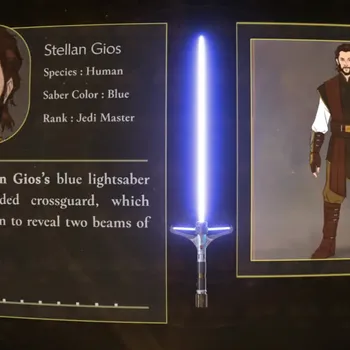 Stellan Gios
Species : Human
Saber Color : Blue
Rank : Jedi Master
Gios's blue lightsaber
crossguard, which
to reveal two beams of